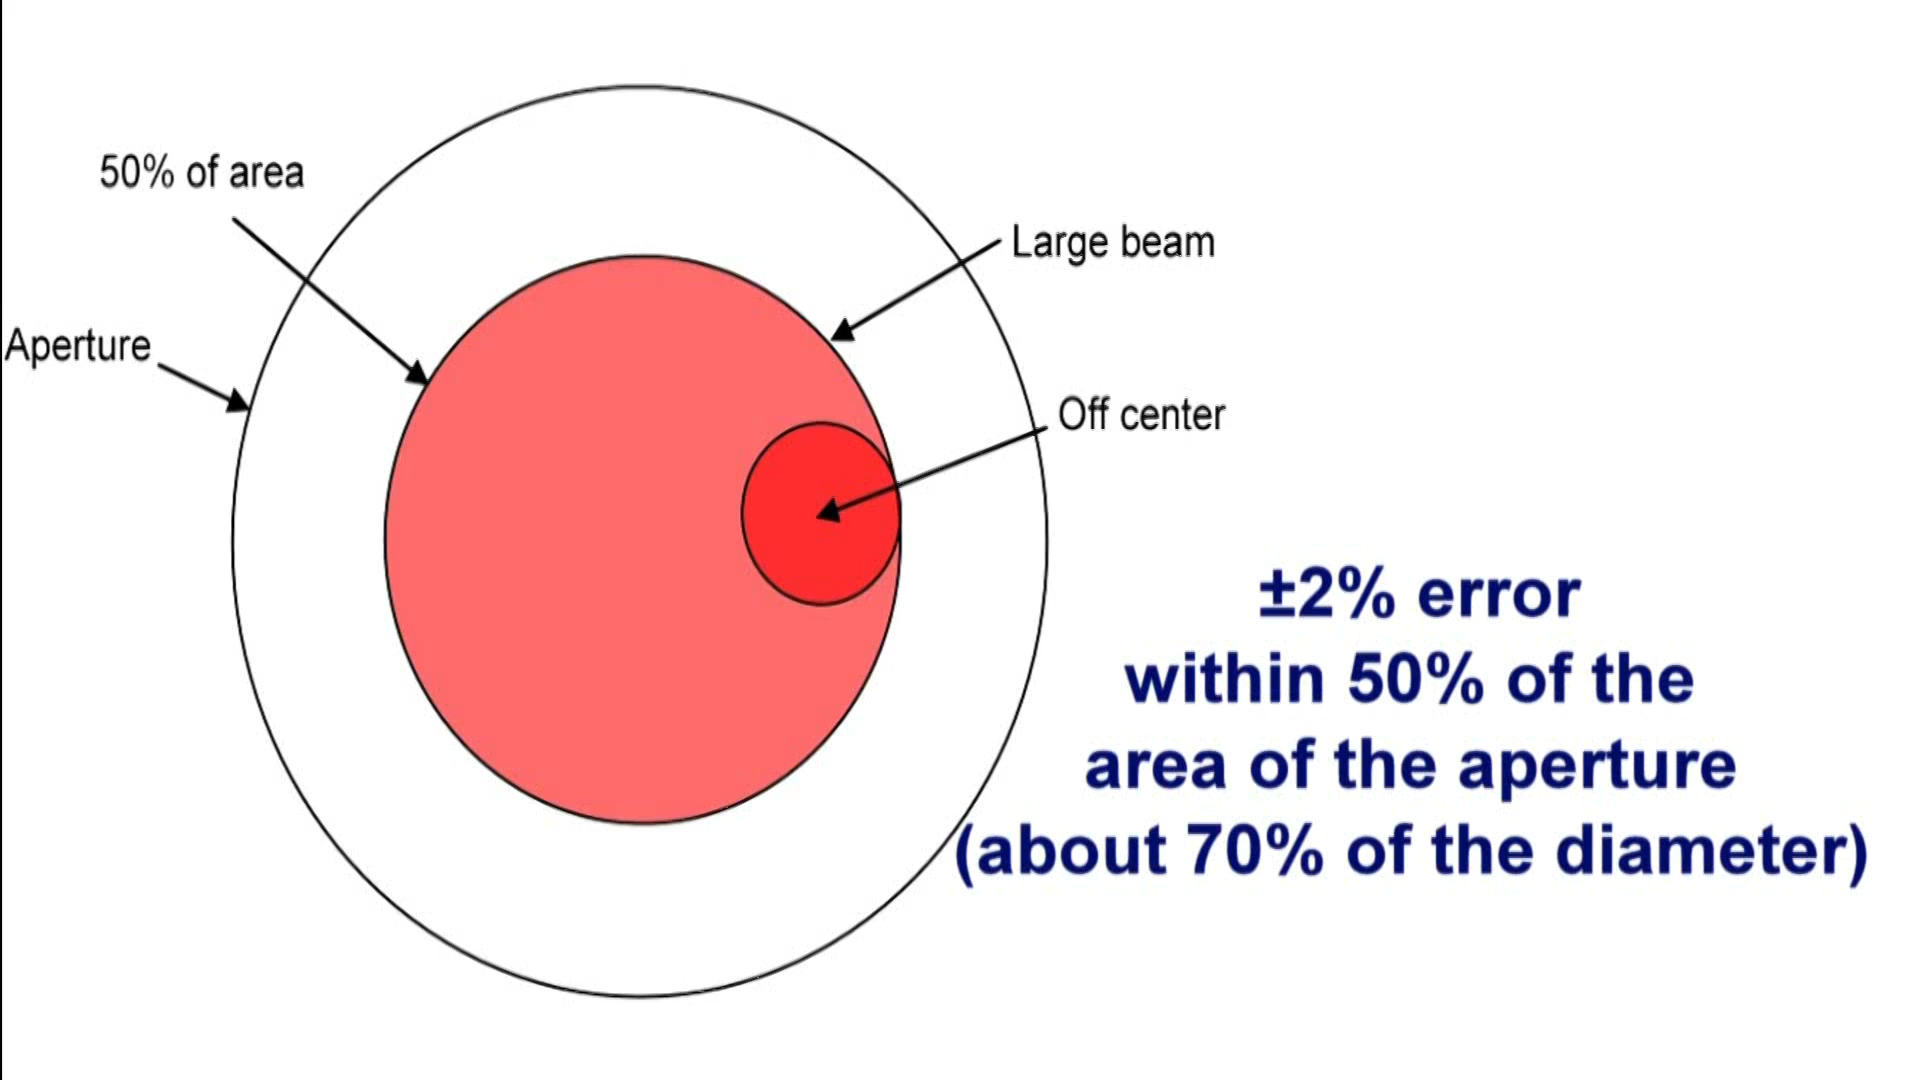 50% of area
Large beam
Aperture
Off center
±2% error
within 50% of the
area of the aperture
(about 70% of the diameter)